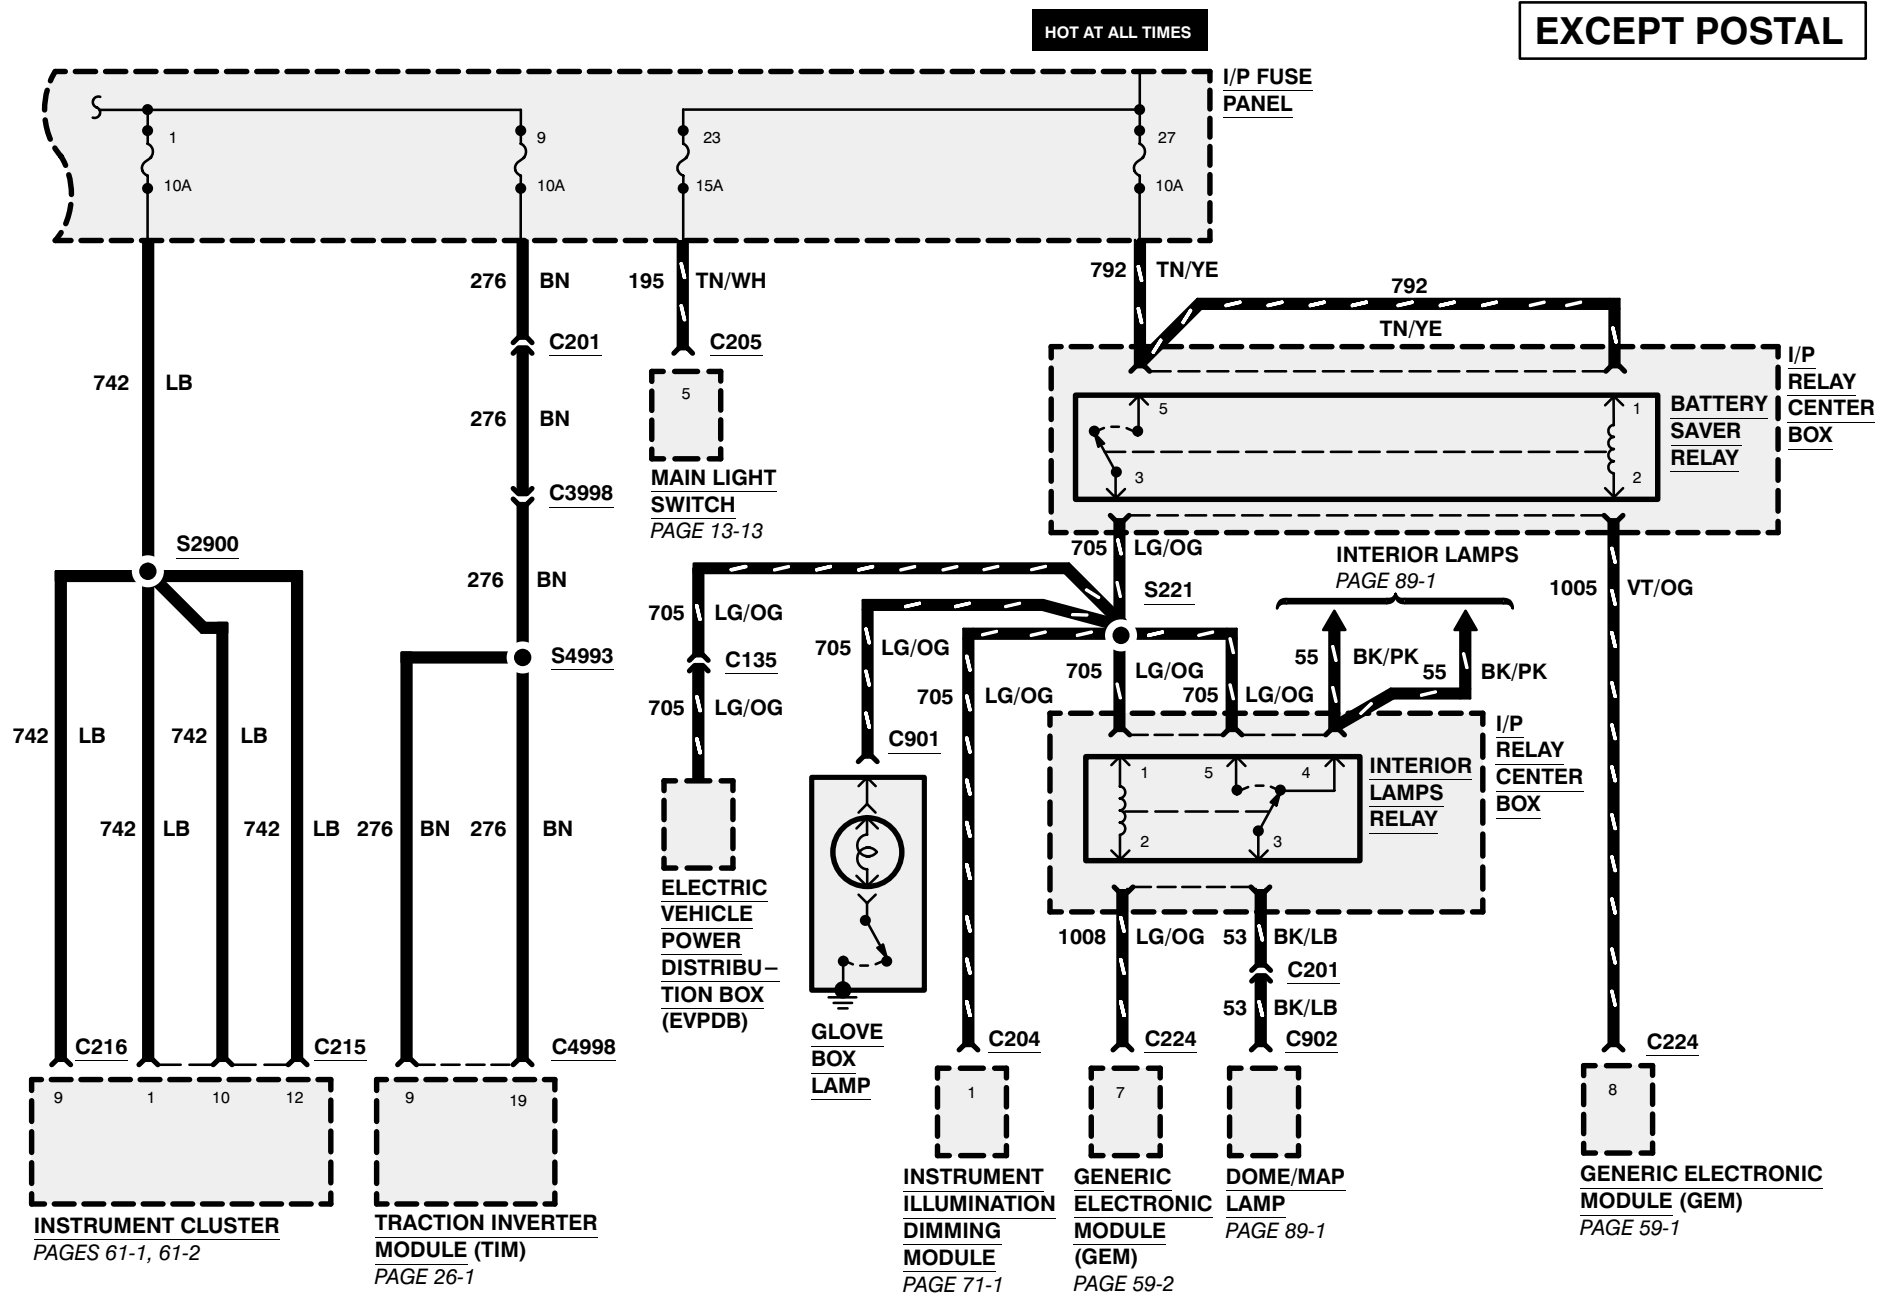 HOT AT ALL TIMES
EXCEPT POSTAL
I/P FUSE
PANEL
1
10A
9
10A
23
15A
27
10A
742 LB
276 BN
C201
276 BN
C3998
276 BN
195 TN/WH
C205
5
MAIN LIGHT
SWITCH
PAGE 13-13
792 TN/YE
792
TN/YE
I/P
RELAY
CENTER
BOX
BATTERY
SAVER
RELAY
5
1
3
2
S2900
S4993
742 LB
742 LB
742 LB
742 LB
276 BN
276 BN
705 LG/OG
S221
INTERIOR LAMPS
PAGE 89-1
1005 VT/OG
705 LG/OG
C135
705 LG/OG
705 LG/OG
705 LG/OG
705 LG/OG
705 LG/OG
55 BK/PK
55 BK/PK
C901
I/P
RELAY
CENTER
BOX
INTERIOR
LAMPS
RELAY
1
5
4
2
3
ELECTRIC
VEHICLE
POWER
DISTRIBU–
TION BOX
(EVPDB)
GLOVE
BOX
LAMP
1008 LG/OG
53 BK/LB
C201
53 BK/LB
C216
C215
C4998
C204
C224
C902
C224
9
1
10
12
INSTRUMENT CLUSTER
PAGES 61-1, 61-2
9
19
TRACTION INVERTER
MODULE (TIM)
PAGE 26-1
1
INSTRUMENT
ILLUMINATION
DIMMING
MODULE
PAGE 71-1
7
GENERIC
ELECTRONIC
MODULE
(GEM)
PAGE 59-2
DOME/MAP
LAMP
PAGE 89-1
8
GENERIC ELECTRONIC
MODULE (GEM)
PAGE 59-1